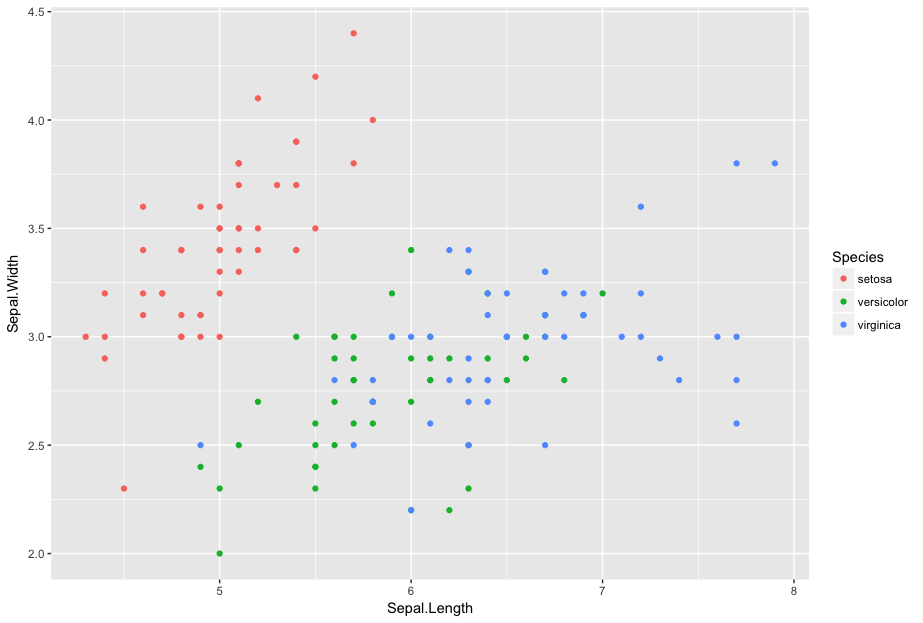 4.5
4.0
3.5
3.0
2.5
2.0
Sepal.Width
5 6 7 8
Sepal.Length
Species
setosa
versicolor
virginica